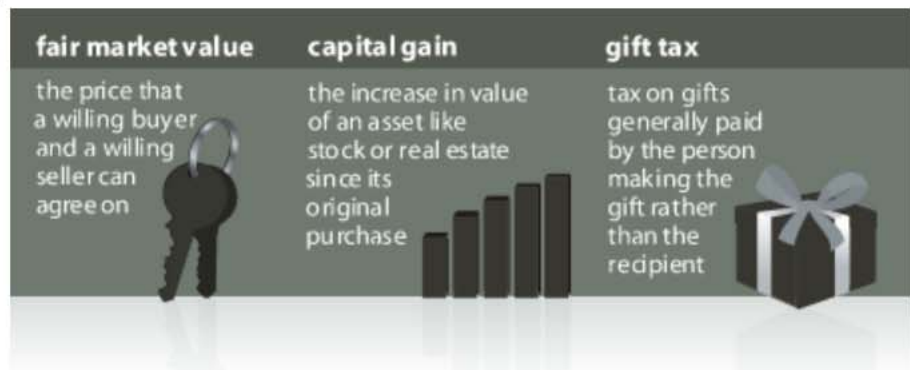 fair market value
the price that
a willing buyer
and a willing
seller can
agree on
capital gain
the increase in value
of an asset like
stock or real estate
since its
original
purchase
gift tax
tax on gifts
generally paid
by the person
making the
gift rather
than the
recipient